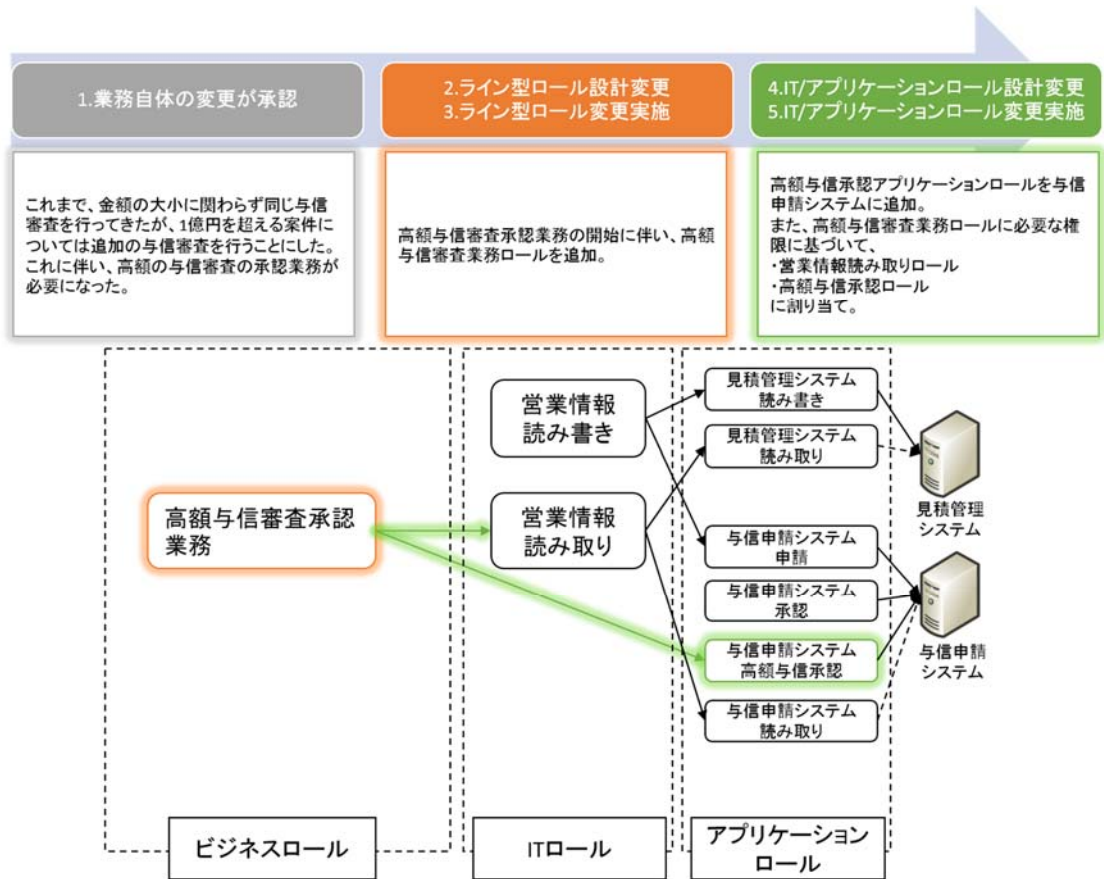 1.業務自体の変更が承認
2.ライン型ロール設計変更
3.ライン型ロール変更実施
4.IT/アプリケーションロール設計変更
5.IT/アプリケーションロール変更実施
これまで、金額の大小に関わらず同じ与信
審査を行ってきたが、1億円を超える案件に
ついては追加の与信審査を行うことにした。
これに伴い、高額の与信審査の承認業務が
必要になった。
高額与信審査承認業務の開始に伴い、高額
与信審査業務ロールを追加。
高額与信承認アプリケーションロールを与信
申請システムに追加。
また、高額与信審査業務ロールに必要な権
限に基づいて、
・営業情報読み取りロール
・高額与信承認ロール
に割り当て。
高額与信審査承認
業務
営業情報
読み書き
営業情報
読み取り
見積管理システム
読み書き
見積管理システム
読み取り
与信申請システム
申請
与信申請システム
承認
与信申請システム
高額与信承認
与信申請システム
読み取り
見積管理
システム
与信申請
システム
ビジネスロール
ITロール
アプリケーション
ロール